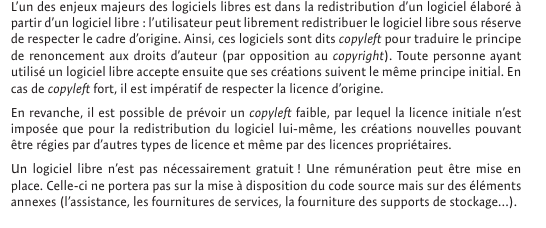 L'un des enjeux majeurs des logiciels libres est dans la redistribution d'un logiciel élaboré à
partir d'un logiciel libre : l'utilisateur peut librement redistribuer le logiciel libre sous réserve
de respecter le cadre d'origine. Ainsi, ces logiciels sont dits copyleft pour traduire le principe
de renoncement aux droits d'auteur (par opposition au copyright). Toute personne ayant
utilisé un logiciel libre accepte ensuite que ses créations suivent le même principe initial. En
cas de copyleft fort, il est impératif de respecter la licence d'origine.
En revanche, il est possible de prévoir un copyleft faible, par lequel la licence initiale n'est
imposée que pour la redistribution du logiciel lui-même, les créations nouvelles pouvant
être régies par d'autres types de licence et même par des licences propriétaires.
Un logiciel libre n'est pas nécessairement gratuit ! Une rémunération peut être mise en
place. Celle-ci ne portera pas sur la mise à disposition du code source mais sur des éléments
annexes (l'assistance, les fournitures de services, la fourniture des supports de stockage...).